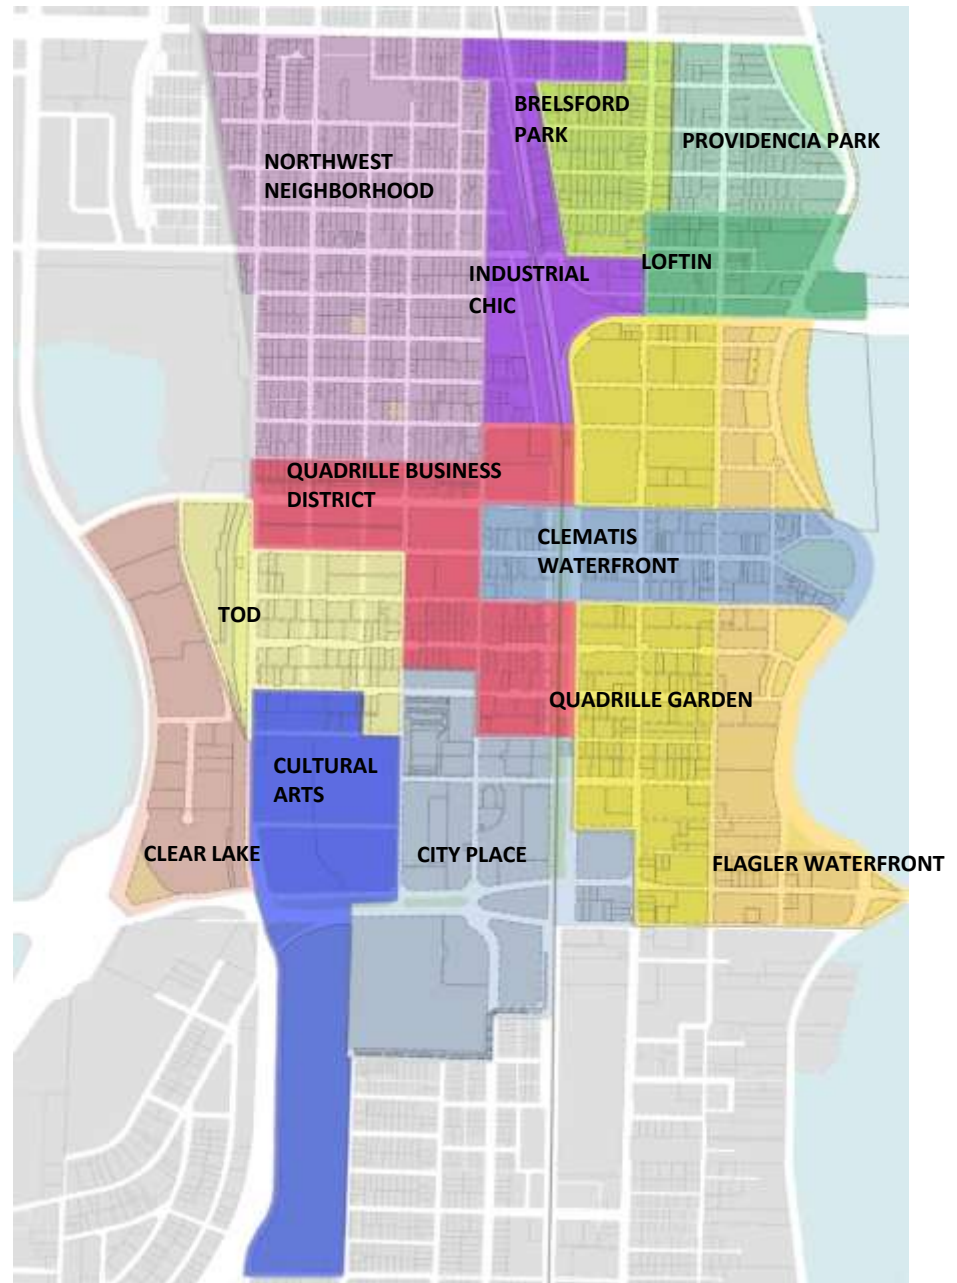 BRELSFORD
PARK
PROVIDENCIA PARK
NORTHWEST
NEIGHBORHOOD
LOFTIN
INDUSTRIAL
CHIC
QUADRILLE BUSINESS
DISTRICT
CLEMATIS
WATERFRONT
TOD
QUADRILLE GARDEN
CULTURAL
ARTS
CLEAR LAKE
CITY PLACE
FLAGLER WATERFRONT